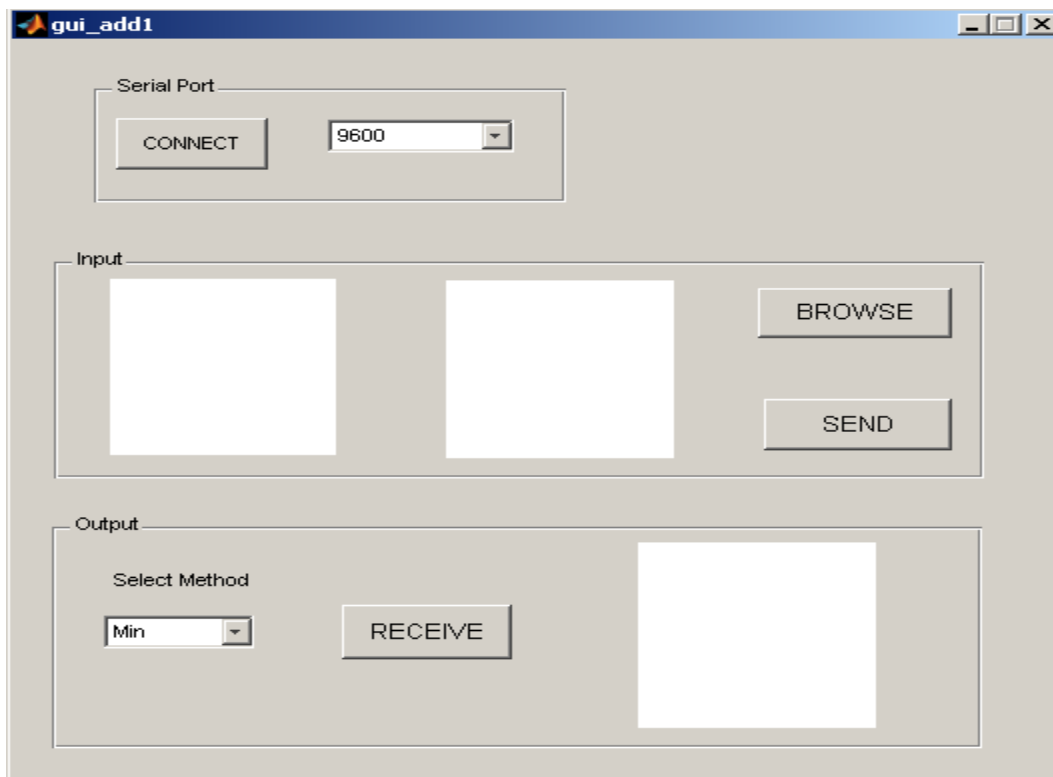 gui_add1
Serial Port
CONNECT
9600
Input
BROWSE
SEND
Output
Select Method
Min
RECEIVE